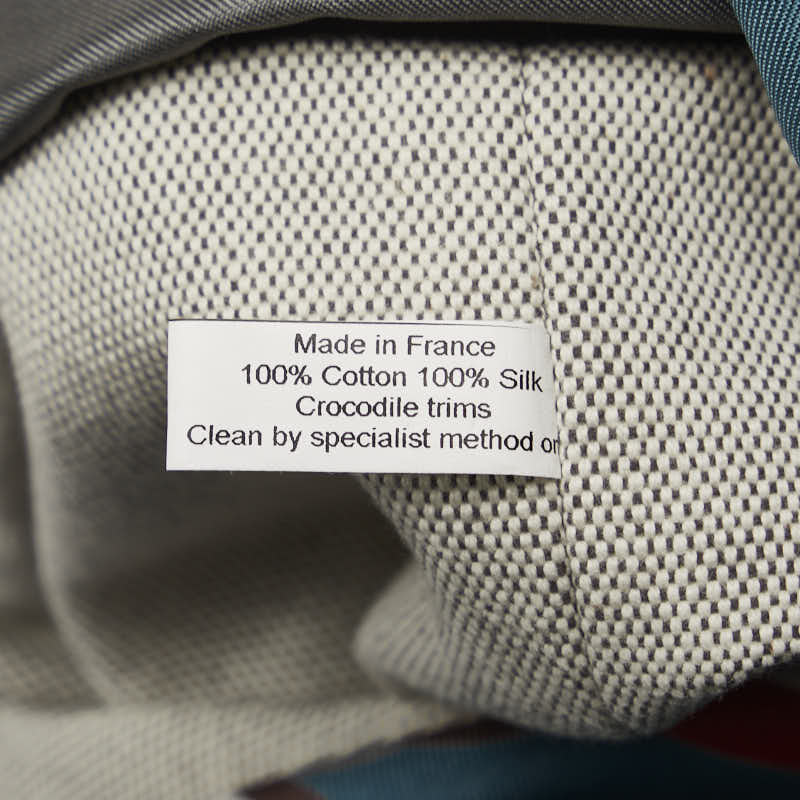 Made in France
100% Cotton 100% Silk
Crocodile trims
Clean by specialist method